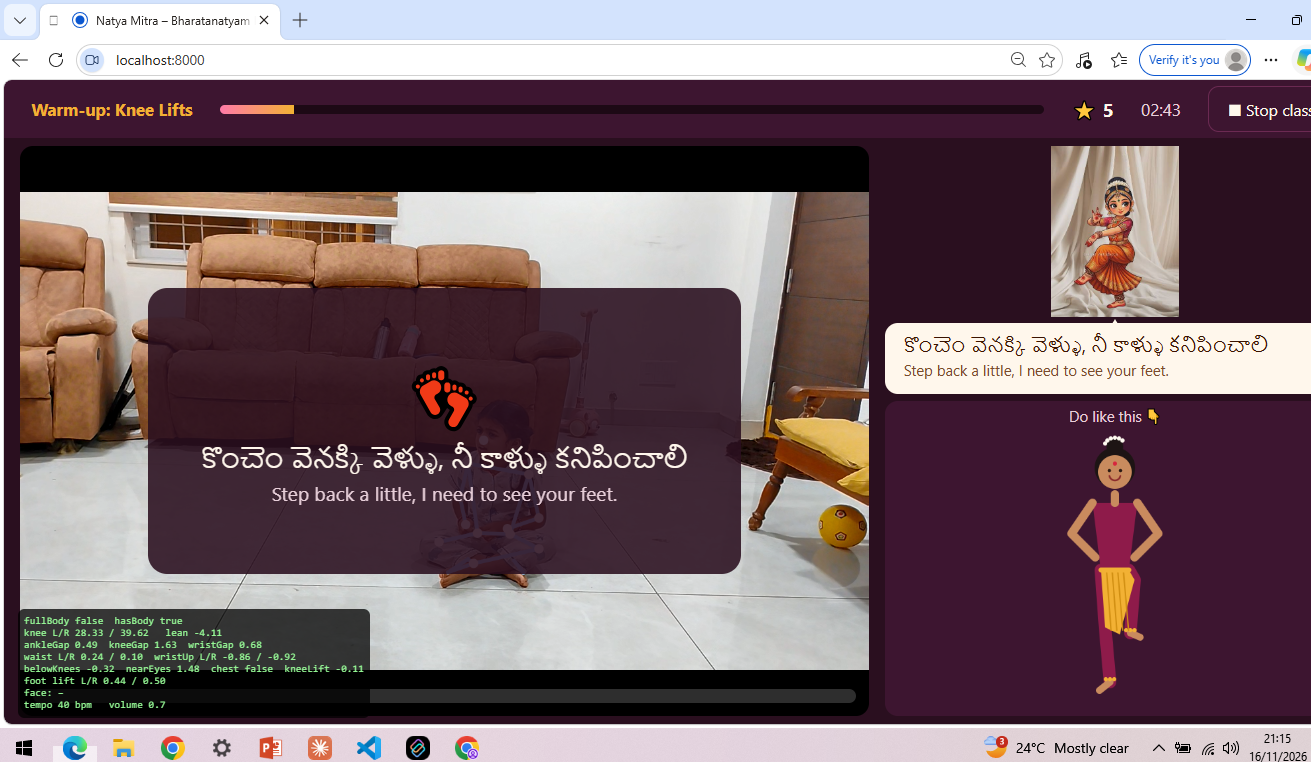 Natya Mitra – Bharatanatyam
localhost:8000
Verify it's you
Warm-up: Knee Lifts
5
02:43
Stop clas
కొంచెం వెనక్కి వెళ్ళు, నీ కాళ్ళు కనిపించాలి
Step back a little, I need to see your feet.
కొంచెం వెనక్కి వెళ్ళు, నీ కాళ్ళు కనిపించాలి
Step back a little, I need to see your feet.
Do like this
fullBody false hasBody true
knee L/R 28.33 / 39.62 lean -4.11
ankleGap 0.49 kneeGap 1.63 wristGap 0.68
waist L/R 0.24 / 0.10 wristUp L/R -0.86 / -0.92
belowKnees -0.32 nearEyes 1.48 chest false kneeLift -0.11
foot lift L/R 0.44 / 0.50
face: –
tempo 40 bpm volume 0.7
3
24°C Mostly clear
21:15
16/11/2026